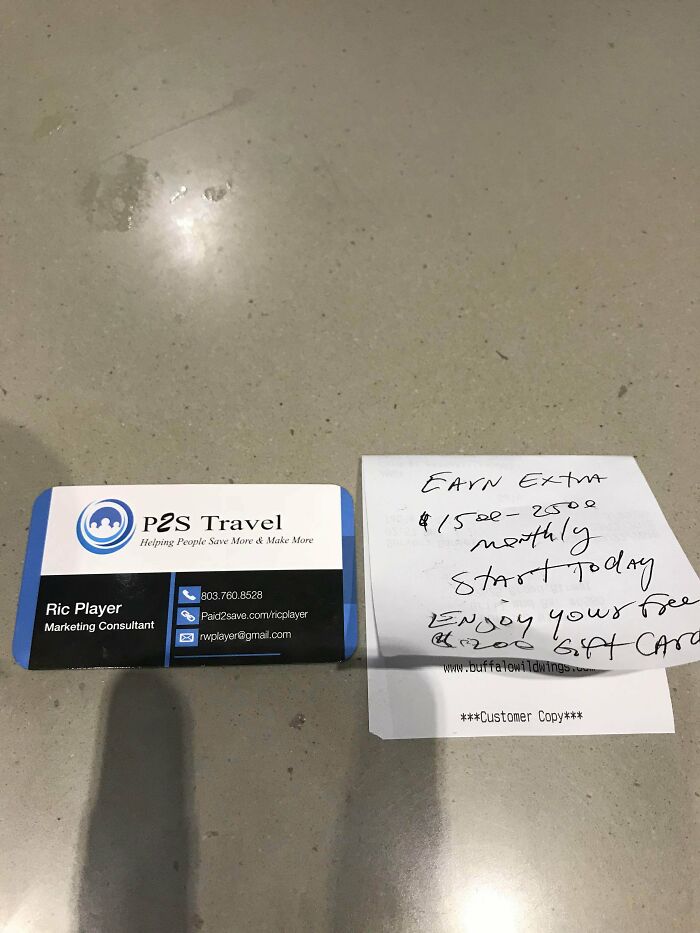 P2S Travel
Helping People Save More & Make More
Ric Player
Marketing Consultant
803.760.8528
Paid2save.com/ricplayer
rwplayer@gmail.com
EArn ExtrA
$1500-2500
monthly
StArt Today
Enjoy your free
$200 Gift CArd
www.buffalowildwings.com
***Customer Copy***